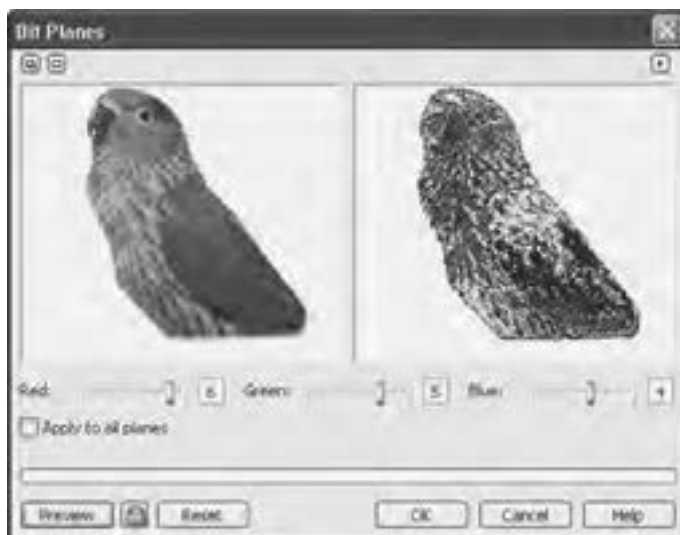 Bit Planes
Red: 6 Green: 5 Blue: 4
Apply to all planes
Preview Reset OK Cancel Help